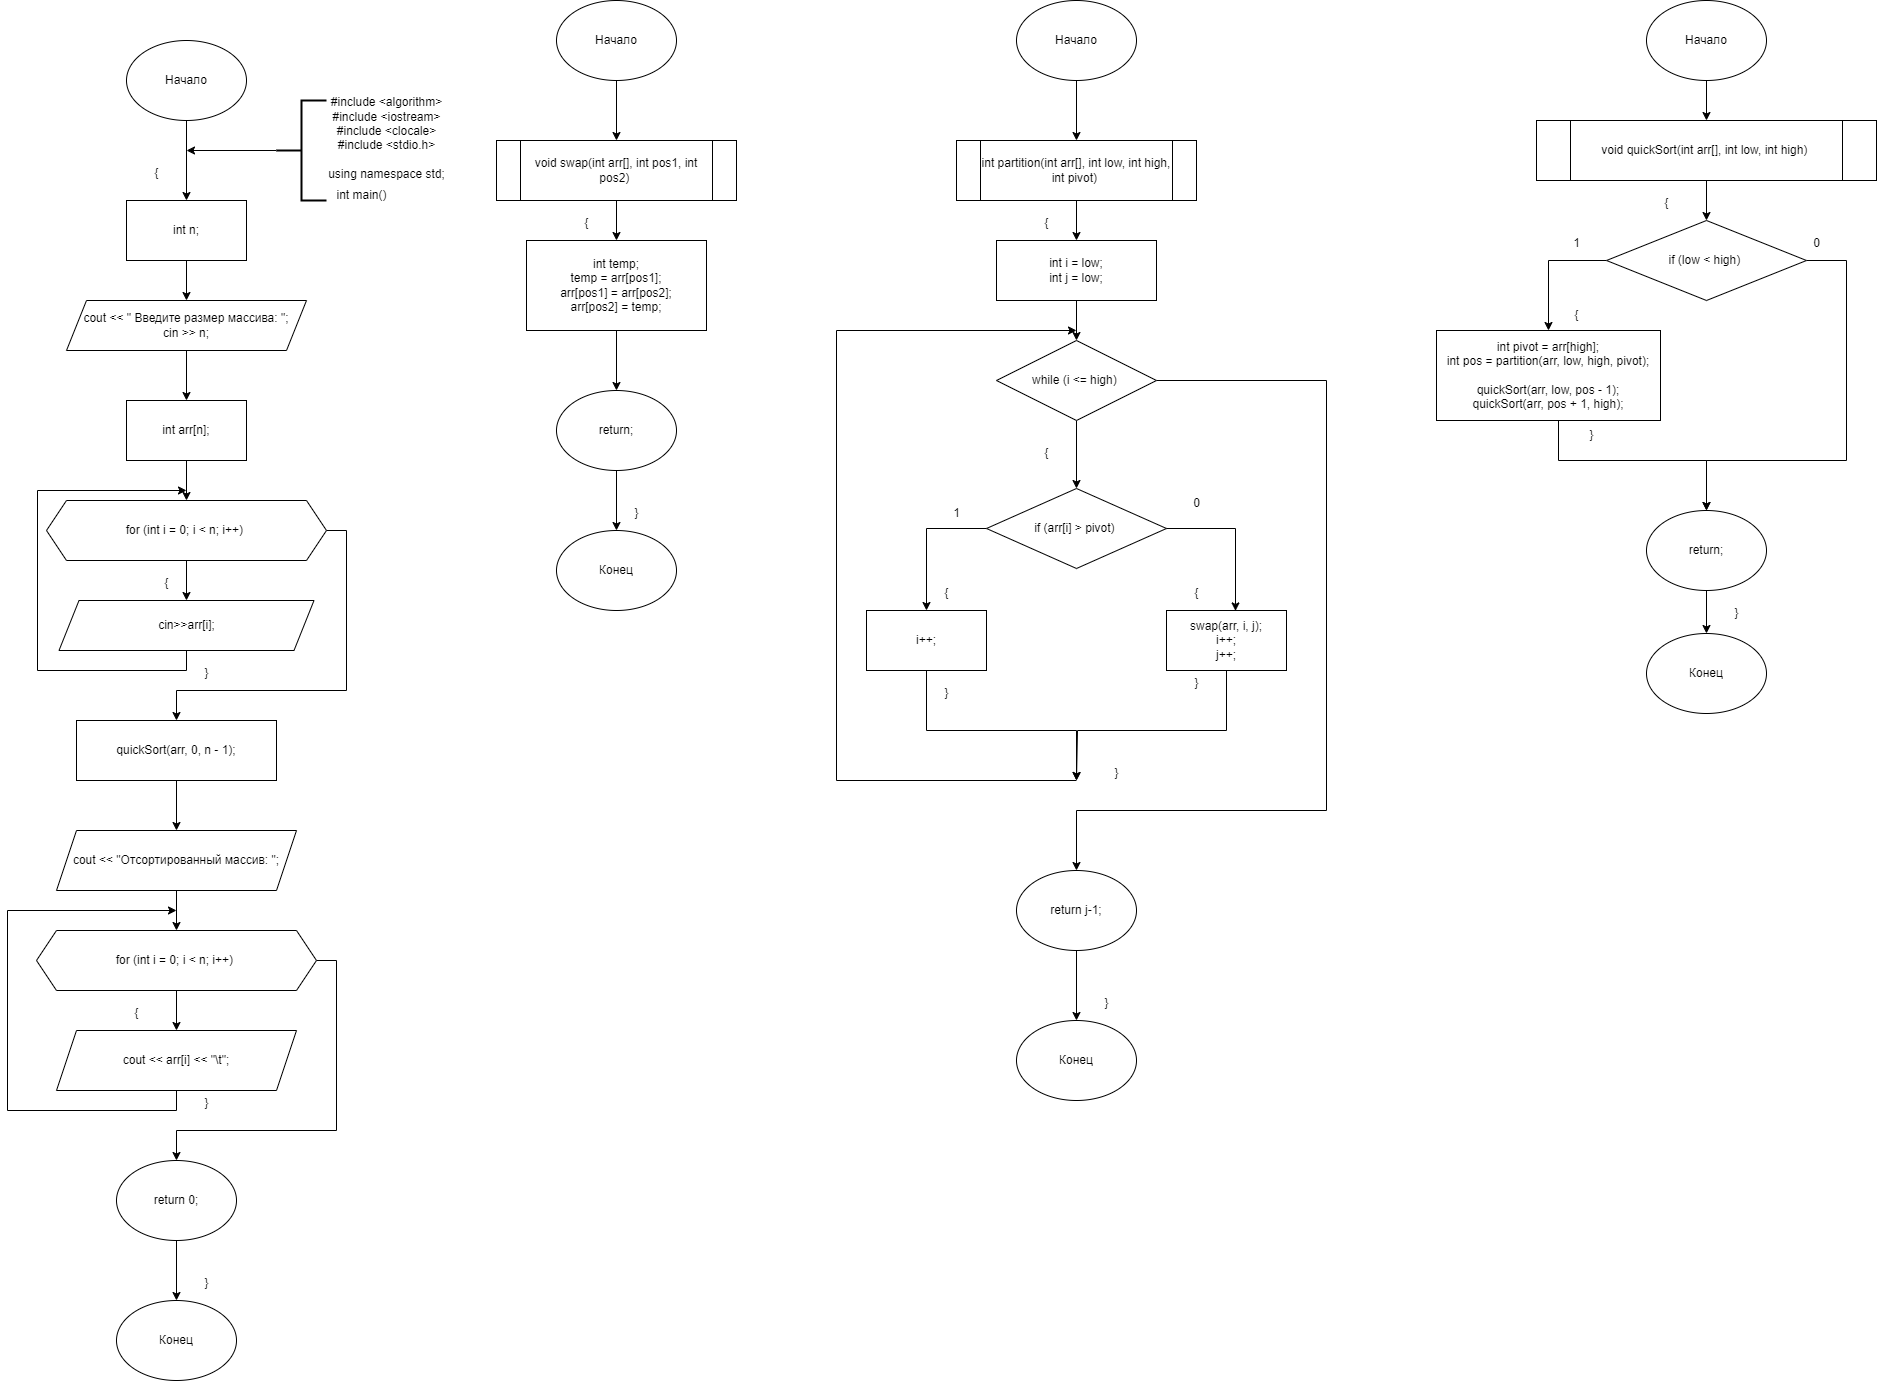 Начало
#include <algorithm>
#include <iostream>
#include <clocale>
#include <stdio.h>
using namespace std;
int main()
{
int n;
cout << " Введите размер массива: ";
cin >> n;
int arr[n];
for (int i = 0; i < n; i++)
{
cin>>arr[i];
}
quickSort(arr, 0, n - 1);
cout << "Отсортированный массив: ";
for (int i = 0; i < n; i++)
{
cout << arr[i] << "\t";
}
return 0;
}
Конец
Начало
void swap(int arr[], int pos1, int
pos2)
{
int temp;
temp = arr[pos1];
arr[pos1] = arr[pos2];
arr[pos2] = temp;
return;
}
Конец
Начало
int partition(int arr[], int low, int high,
int pivot)
{
int i = low;
int j = low;
while (i <= high)
{
if (arr[i] > pivot)
1
0
{
i++;
}
{
swap(arr, i, j);
i++;
j++;
}
}
return j-1;
}
Конец
Начало
void quickSort(int arr[], int low, int high)
{
if (low < high)
1
0
{
int pivot = arr[high];
int pos = partition(arr, low, high, pivot);
quickSort(arr, low, pos - 1);
quickSort(arr, pos + 1, high);
}
return;
}
Конец